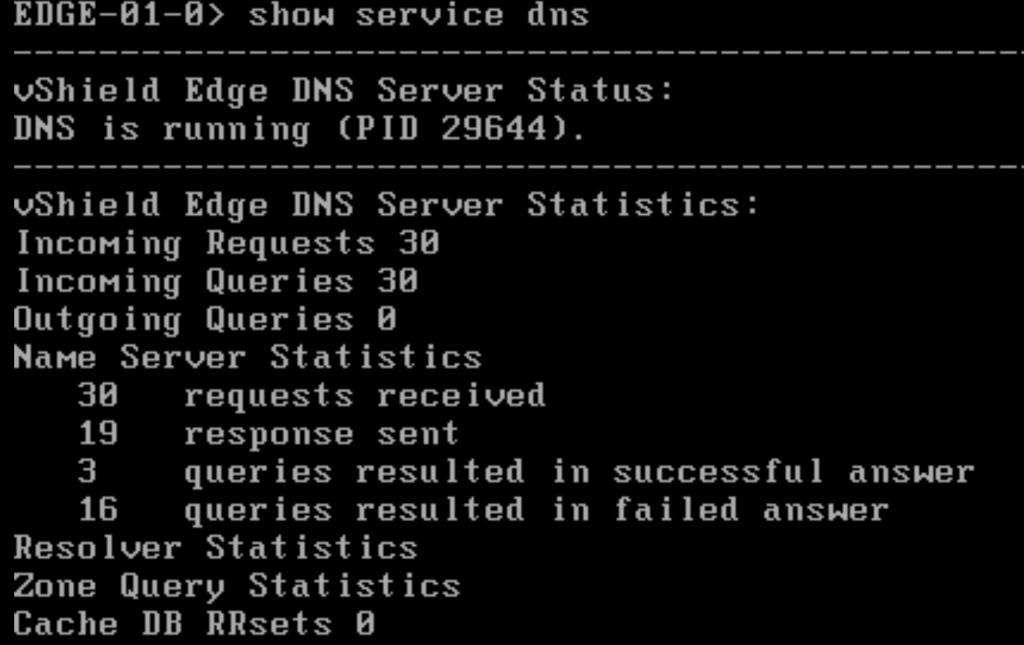 EDGE-01-0> show service dns
------------------------------------------------
vShield Edge DNS Server Status:
DNS is running (PID 29644).
------------------------------------------------
vShield Edge DNS Server Statistics:
Incoming Requests 30
Incoming Queries 30
Outgoing Queries 0
Name Server Statistics
   30   requests received
   19   response sent
   3    queries resulted in successful answer
   16   queries resulted in failed answer
Resolver Statistics
Zone Query Statistics
Cache DB RRsets 0